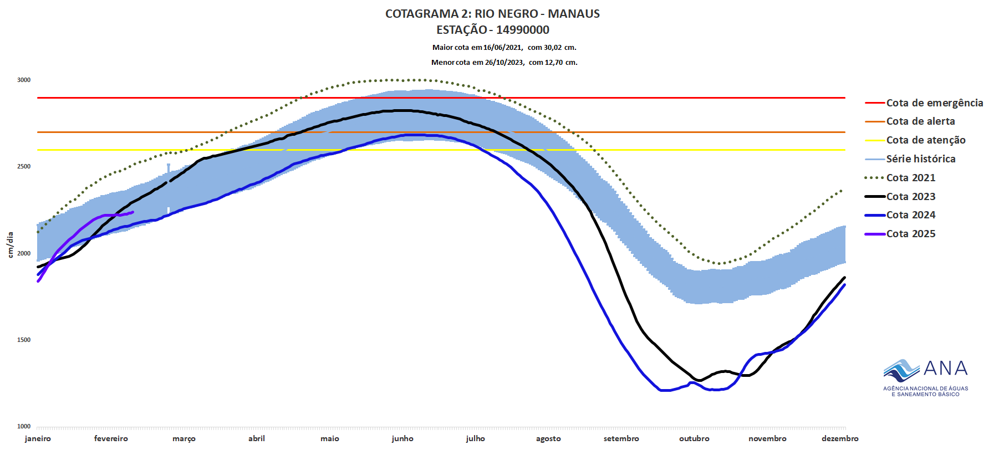 COTAGRAMA 2: RIO NEGRO - MANAUS
ESTAÇÃO - 14990000
Maior cota em 16/06/2021, com 30,02 cm.
Menor cota em 26/10/2023, com 12,70 cm.
cm/dia
3000
2500
2000
1500
1000
janeiro fevereiro março abril maio junho julho agosto setembro outubro novembro dezembro
Cota de emergência
Cota de alerta
Cota de atenção
Série histórica
Cota 2021
Cota 2023
Cota 2024
Cota 2025
ANA
AGÊNCIA NACIONAL DE ÁGUAS
E SANEAMENTO BÁSICO